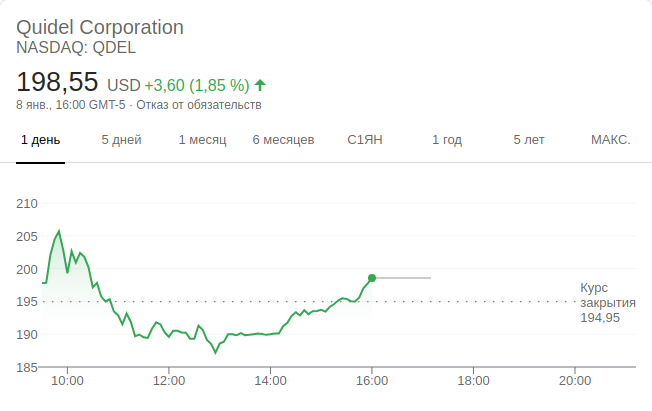 Quidel Corporation
NASDAQ: QDEL
198,55 USD +3,60 (1,85 %) ↑
8 янв., 16:00 GMT-5 · Отказ от обязательств
1 день 5 дней 1 месяц 6 месяцев С1ЯН 1 год 5 лет МАКС.
210
205
200
195
190
185
Курс
закрытия
194,95
10:00 12:00 14:00 16:00 18:00 20:00